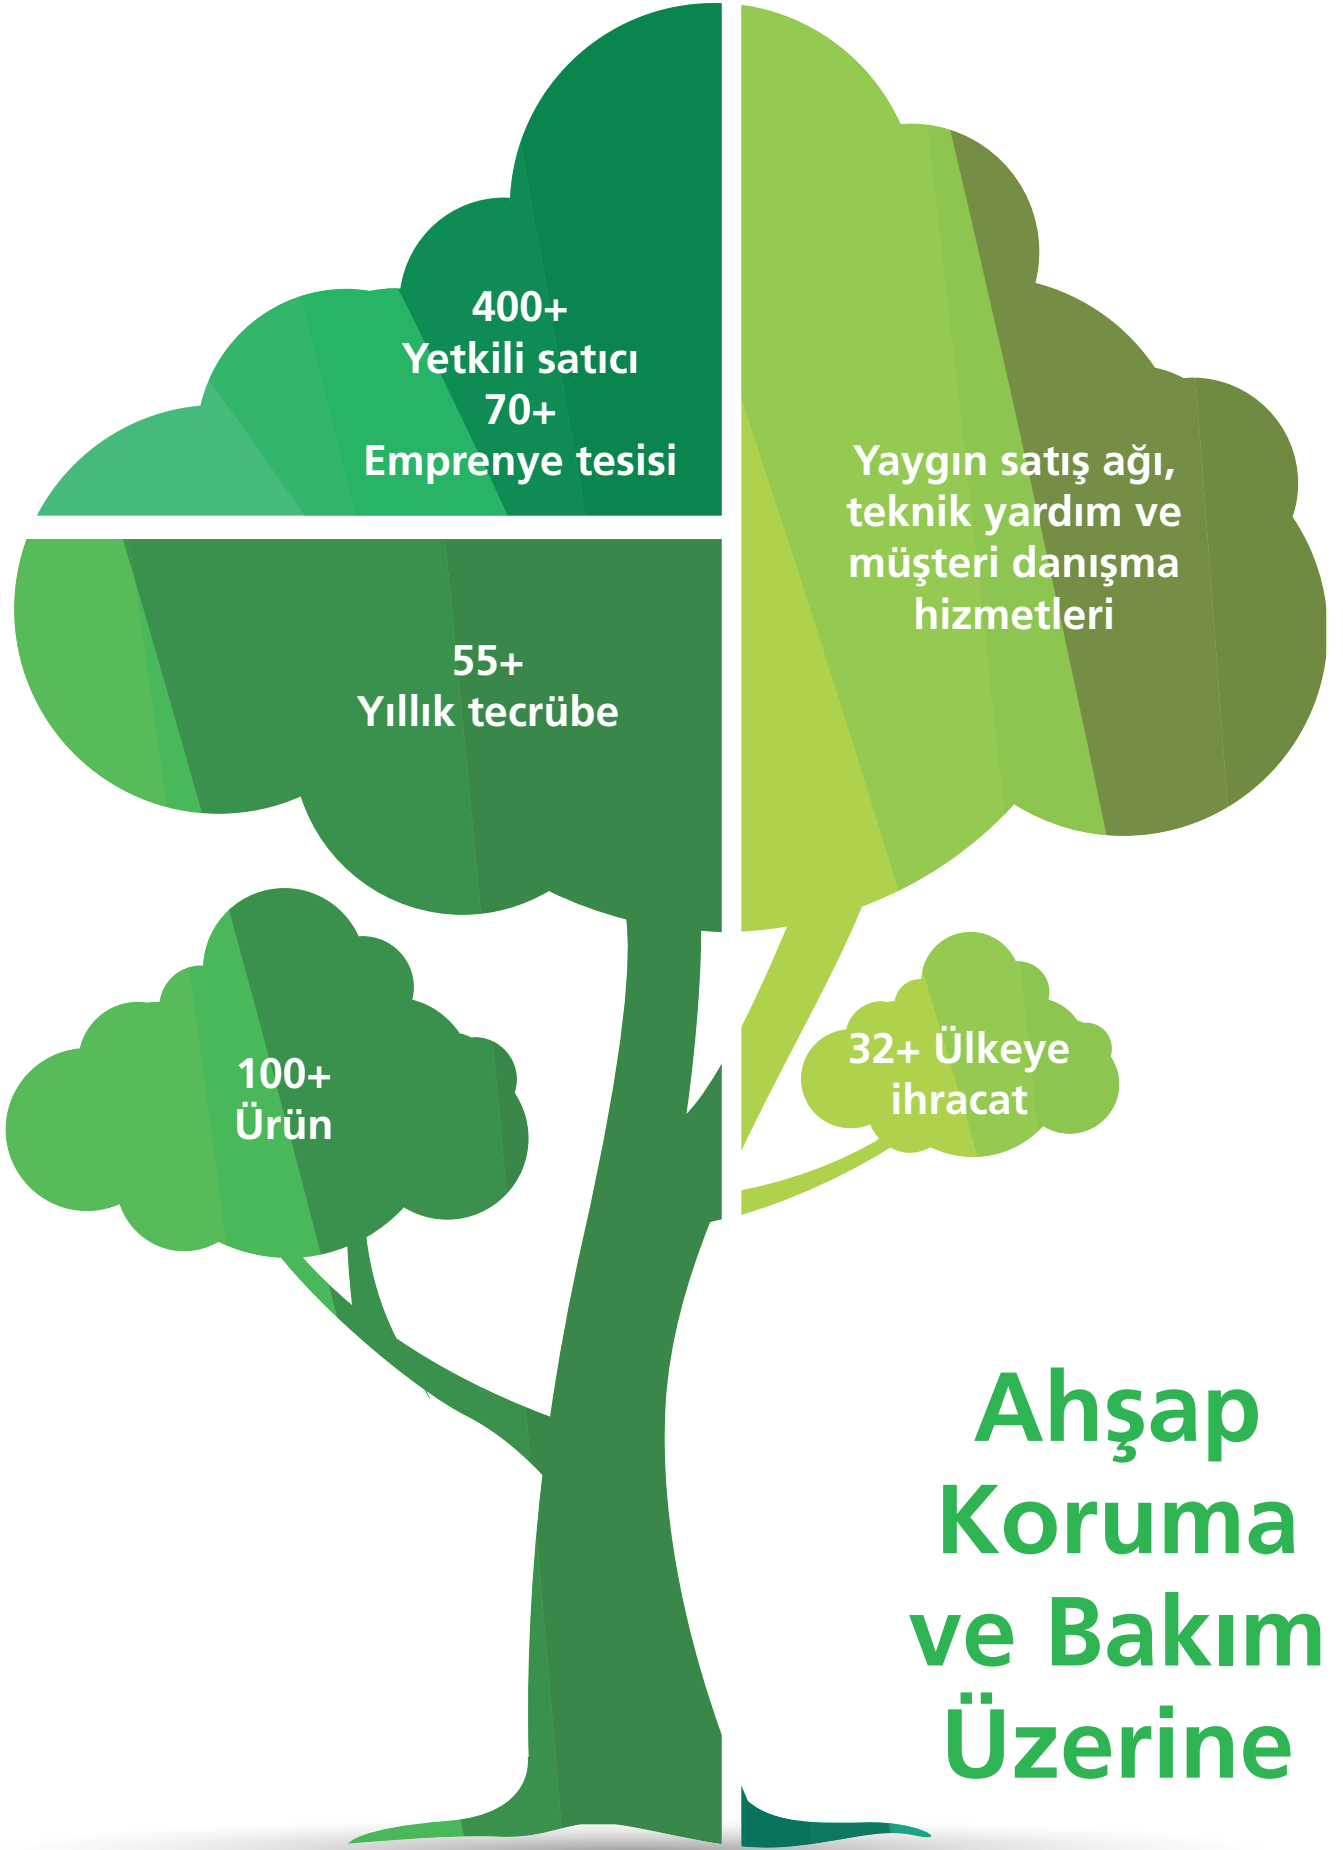 400+
Yetkili satıcı
70+
Emprenye tesisi
Yaygın satış ağı,
teknik yardım ve
müşteri danışma
hizmetleri
55+
Yıllık tecrübe
100+
Ürün
32+ Ülkeye
ihracat
Ahşap
Koruma
ve Bakım
Üzerine